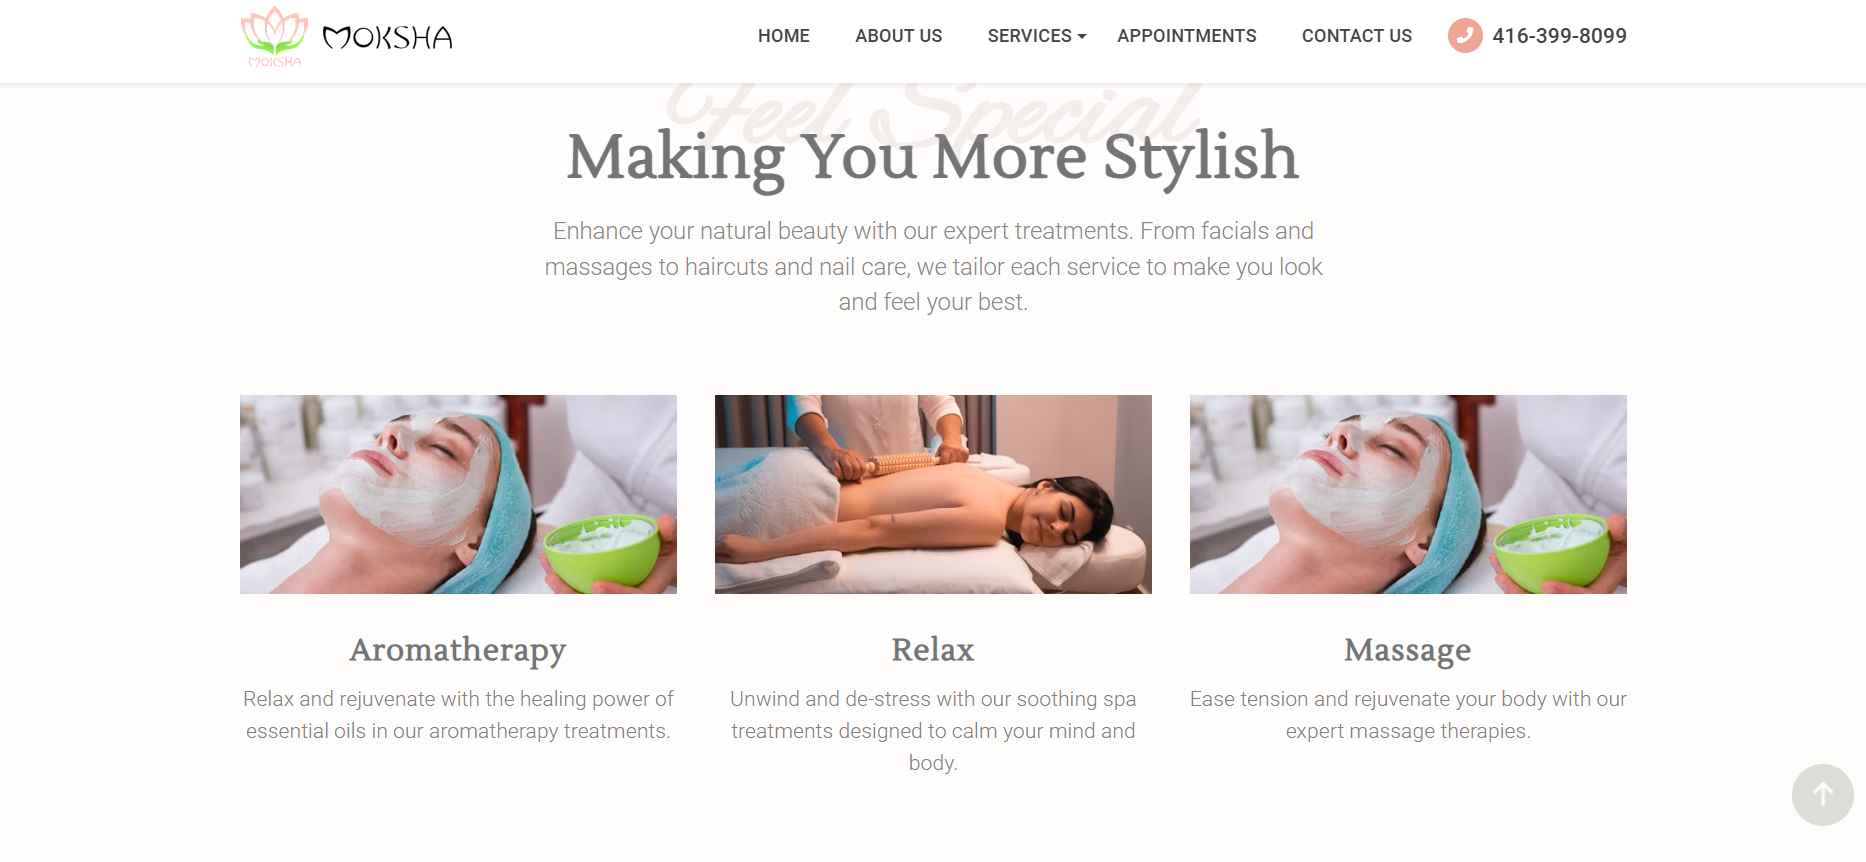 MOKSHA
MOKSHA
HOME
ABOUT US
SERVICES
APPOINTMENTS
CONTACT US
416-399-8099
Feel Special
Making You More Stylish
Enhance your natural beauty with our expert treatments. From facials and
massages to haircuts and nail care, we tailor each service to make you look
and feel your best.
Aromatherapy
Relax and rejuvenate with the healing power of
essential oils in our aromatherapy treatments.
Relax
Unwind and de-stress with our soothing spa
treatments designed to calm your mind and
body.
Massage
Ease tension and rejuvenate your body with our
expert massage therapies.